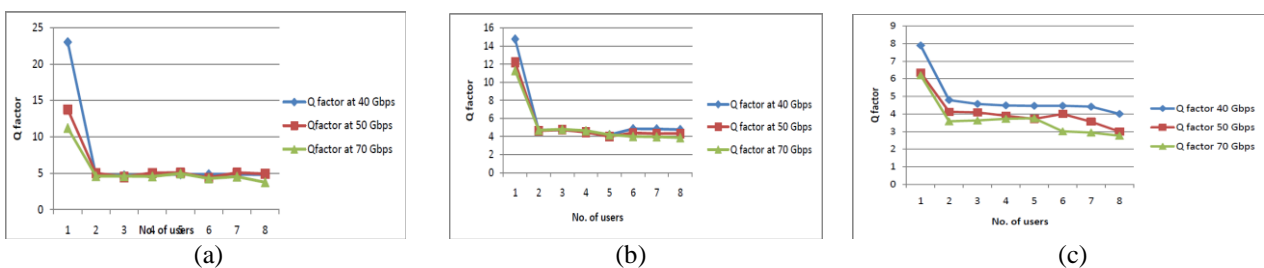 25
20
15
10
5
0
Q factor
1 2 3 4 5 6 7 8
No. of users
Q factor at 40 Gbps
Qfactor at 50 Gbps
Qfactor at 70 Gbps
(a)
16
14
12
10
8
6
4
2
0
Q factor
1 2 3 4 5 6 7 8
No. of users
Q factor at 40 Gbps
Q factor at 50 Gbps
Q factor at 70 Gbps
(b)
9
8
7
6
5
4
3
2
1
0
Q factor
1 2 3 4 5 6 7 8
No. of users
Q factor 40 Gbps
Q factor 50 Gbps
Q factor 70 Gbps
(c)